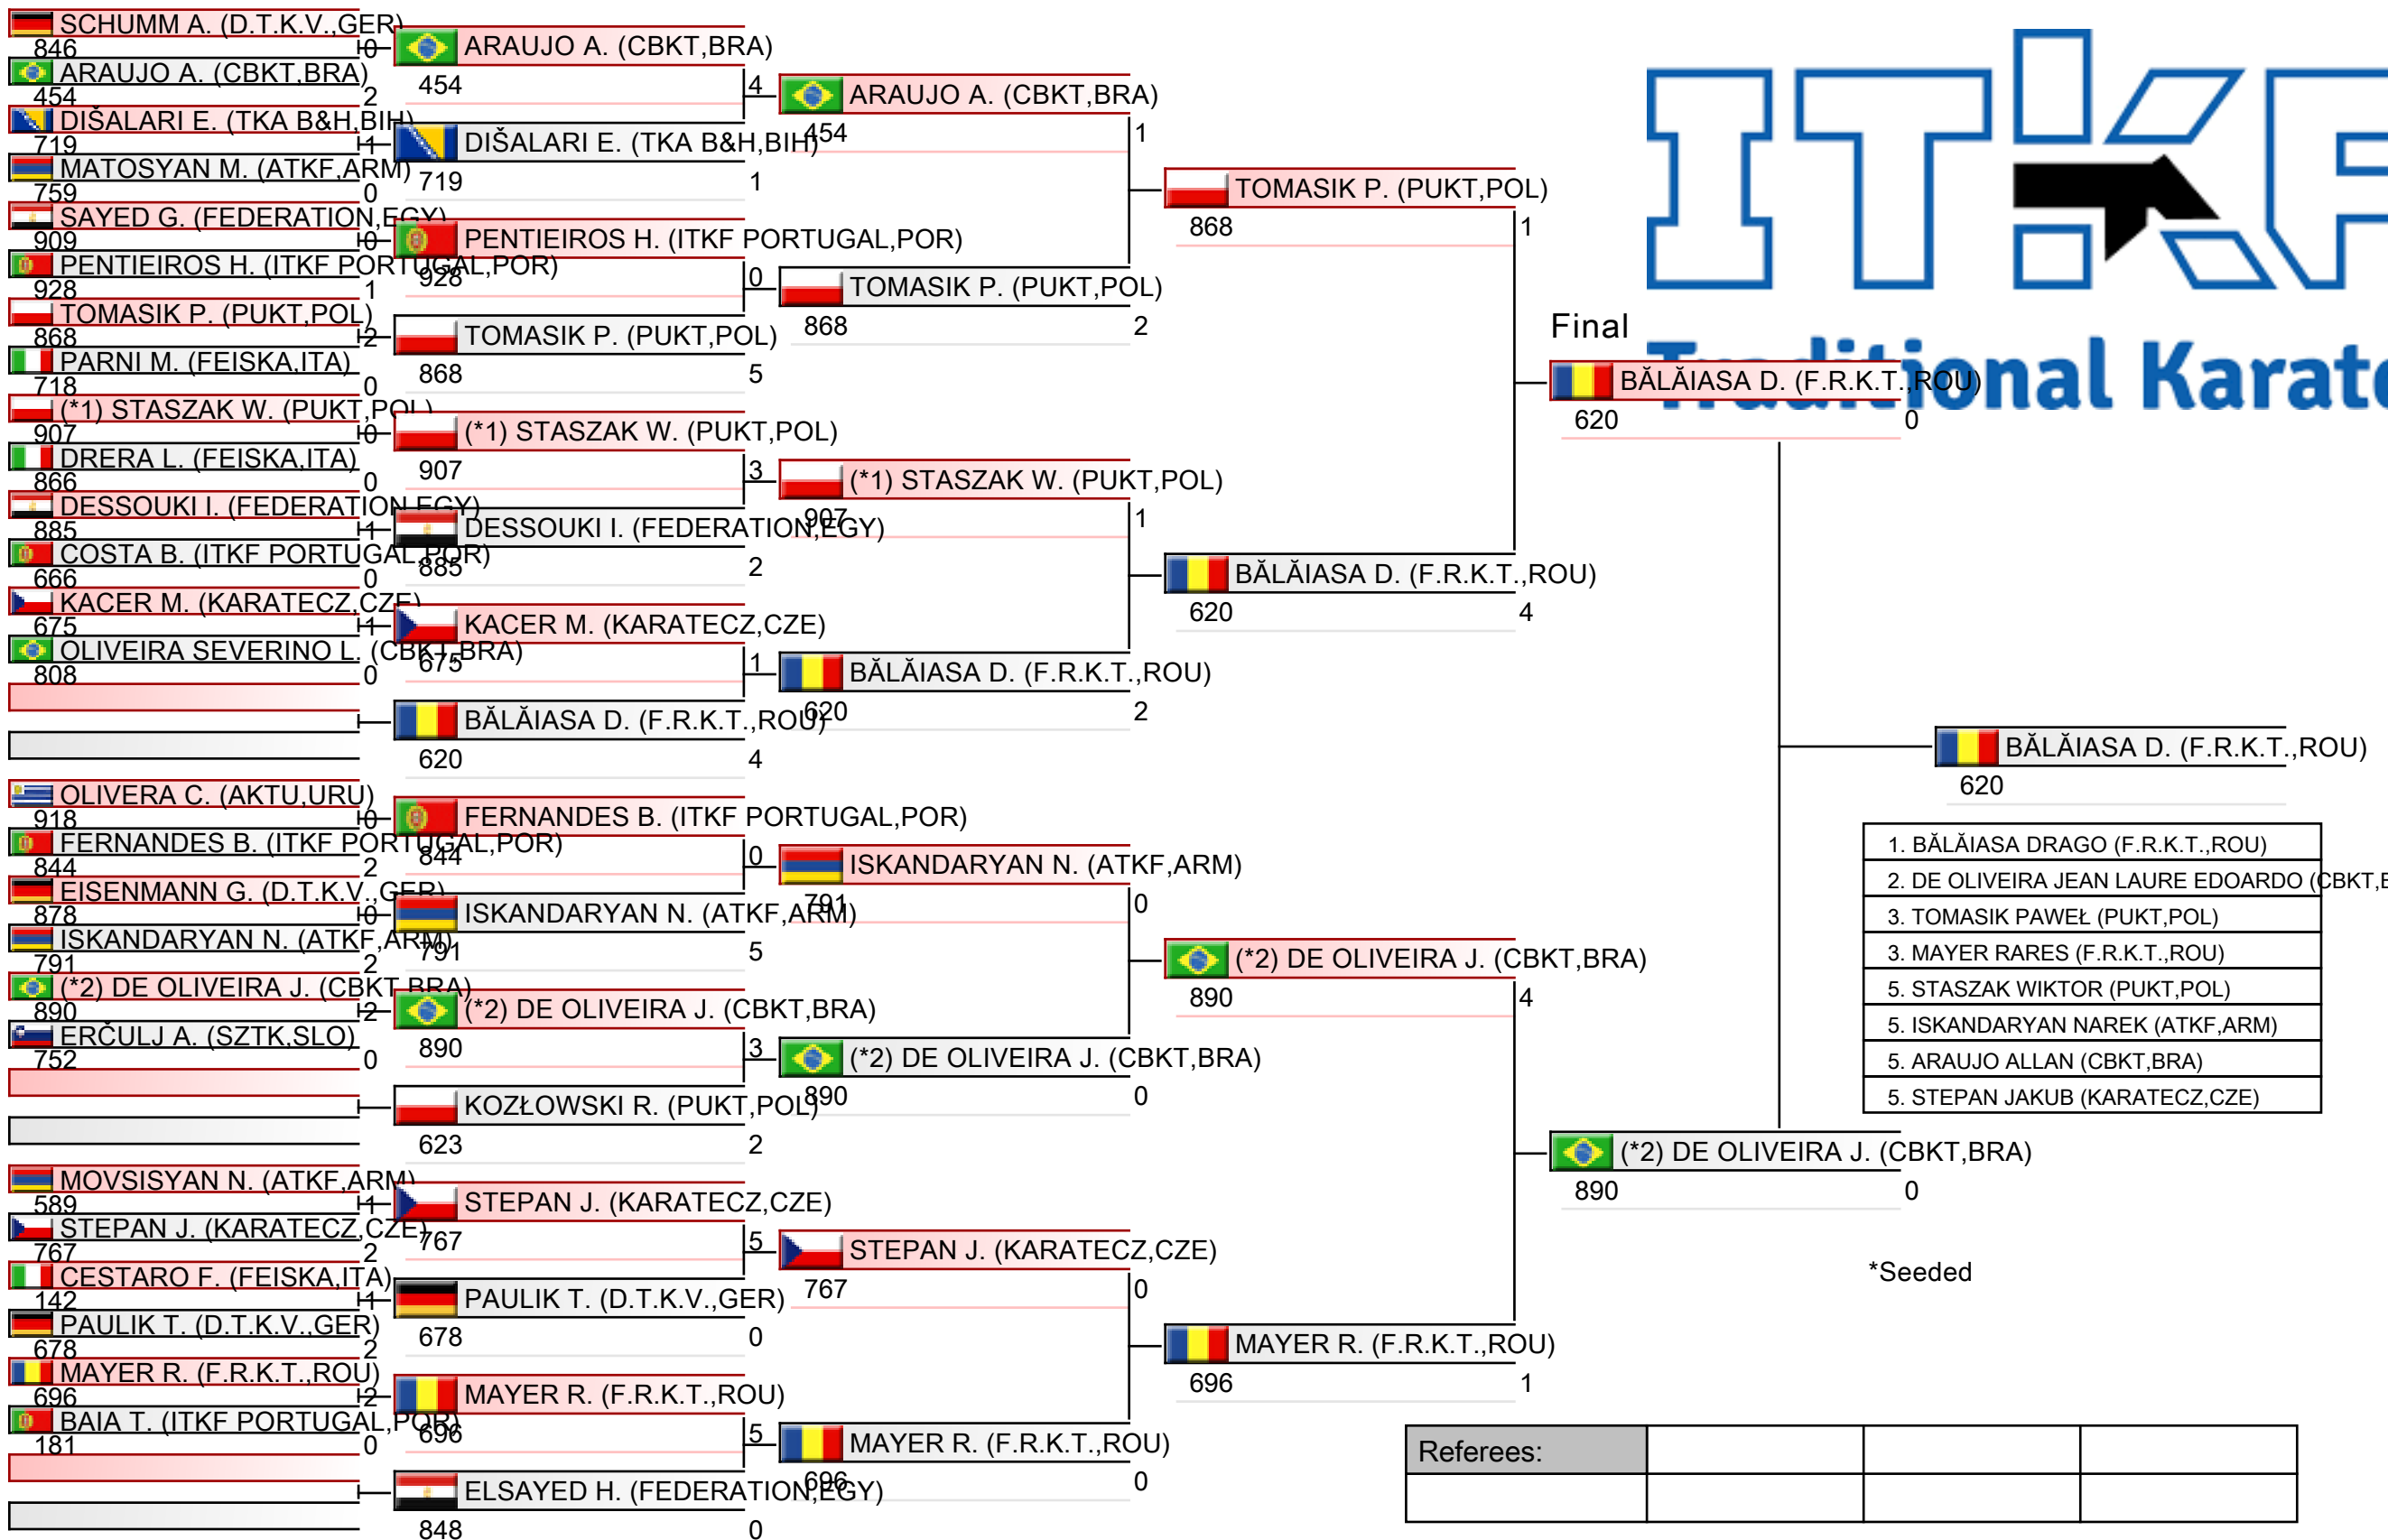 SCHUMM A. (D.T.K.V.,GER)
846
0
ARAUJO A. (CBKT,BRA)
454
2
DIŠALARI E. (TKA B&H,BIH)
719
1
MATOSYAN M. (ATKF,ARM)
759
0
SAYED G. (FEDERATION,EGY)
909
0
PENTIEIROS H. (ITKF PORTUGAL,POR)
928
1
TOMASIK P. (PUKT,POL)
868
2
PARNI M. (FEISKA,ITA)
718
0
(*1) STASZAK W. (PUKT,POL)
907
0
DRERA L. (FEISKA,ITA)
866
0
DESSOUKI I. (FEDERATION,EGY)
885
1
COSTA B. (ITKF PORTUGAL,POR)
666
0
KACER M. (KARATECZ,CZE)
675
1
OLIVEIRA SEVERINO L. (CBKT,BRA)
808
0
OLIVERA C. (AKTU,URU)
918
0
FERNANDES B. (ITKF PORTUGAL,POR)
844
2
EISENMANN G. (D.T.K.V.,GER)
878
0
ISKANDARYAN N. (ATKF,ARM)
791
2
(*2) DE OLIVEIRA J. (CBKT,BRA)
890
2
ERČULJ A. (SZTK,SLO)
752
0
MOVSISYAN N. (ATKF,ARM)
589
1
STEPAN J. (KARATECZ,CZE)
767
2
CESTARO F. (FEISKA,ITA)
142
1
PAULIK T. (D.T.K.V.,GER)
678
2
MAYER R. (F.R.K.T.,ROU)
696
2
BAIA T. (ITKF PORTUGAL,POR)
181
0
ARAUJO A. (CBKT,BRA)
454
4
DIŠALARI E. (TKA B&H,BIH)
719
1
PENTIEIROS H. (ITKF PORTUGAL,POR)
928
0
TOMASIK P. (PUKT,POL)
868
5
(*1) STASZAK W. (PUKT,POL)
907
3
DESSOUKI I. (FEDERATION,EGY)
885
2
KACER M. (KARATECZ,CZE)
675
1
BĂLĂIASA D. (F.R.K.T.,ROU)
620
4
FERNANDES B. (ITKF PORTUGAL,POR)
844
0
ISKANDARYAN N. (ATKF,ARM)
791
5
(*2) DE OLIVEIRA J. (CBKT,BRA)
890
3
KOZŁOWSKI R. (PUKT,POL)
623
2
STEPAN J. (KARATECZ,CZE)
767
5
PAULIK T. (D.T.K.V.,GER)
678
0
MAYER R. (F.R.K.T.,ROU)
696
5
ELSAYED H. (FEDERATION,EGY)
848
0
ARAUJO A. (CBKT,BRA)
454
1
TOMASIK P. (PUKT,POL)
868
2
(*1) STASZAK W. (PUKT,POL)
907
1
BĂLĂIASA D. (F.R.K.T.,ROU)
620
2
ISKANDARYAN N. (ATKF,ARM)
791
0
(*2) DE OLIVEIRA J. (CBKT,BRA)
890
0
STEPAN J. (KARATECZ,CZE)
767
0
MAYER R. (F.R.K.T.,ROU)
696
0
TOMASIK P. (PUKT,POL)
868
1
BĂLĂIASA D. (F.R.K.T.,ROU)
620
4
(*2) DE OLIVEIRA J. (CBKT,BRA)
890
4
MAYER R. (F.R.K.T.,ROU)
696
1
ITKF
Traditional Karate
Final
BĂLĂIASA D. (F.R.K.T.,ROU)
620
0
(*2) DE OLIVEIRA J. (CBKT,BRA)
890
0
BĂLĂIASA D. (F.R.K.T.,ROU)
620
1. BĂLĂIASA DRAGO (F.R.K.T.,ROU)
2. DE OLIVEIRA JEAN LAURE EDOARDO (CBKT,
3. TOMASIK PAWEŁ (PUKT,POL)
3. MAYER RARES (F.R.K.T.,ROU)
5. STASZAK WIKTOR (PUKT,POL)
5. ISKANDARYAN NAREK (ATKF,ARM)
5. ARAUJO ALLAN (CBKT,BRA)
5. STEPAN JAKUB (KARATECZ,CZE)
*Seeded
Referees: